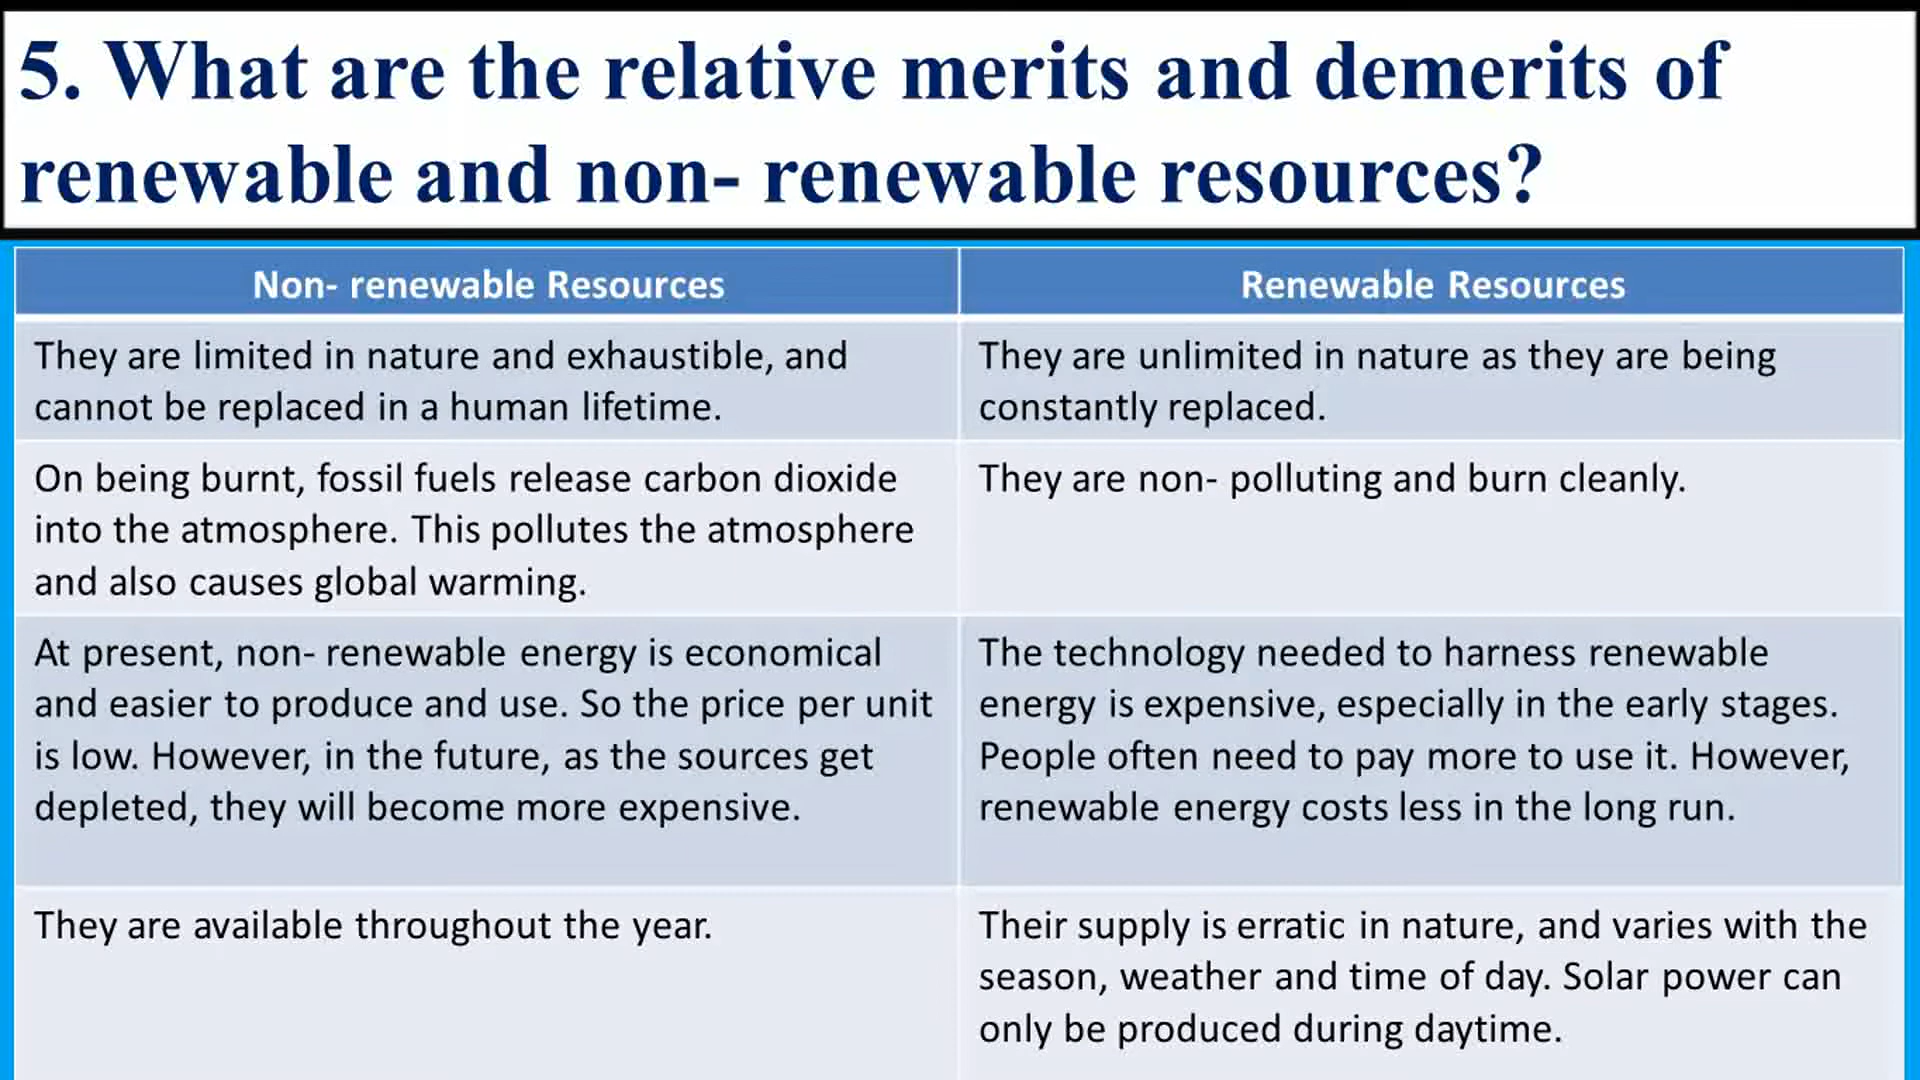 5. What are the relative merits and demerits of
renewable and non- renewable resources?
Non- renewable Resources
Renewable Resources
They are limited in nature and exhaustible, and
cannot be replaced in a human lifetime.
They are unlimited in nature as they are being
constantly replaced.
On being burnt, fossil fuels release carbon dioxide
into the atmosphere. This pollutes the atmosphere
and also causes global warming.
They are non- polluting and burn cleanly.
At present, non- renewable energy is economical
and easier to produce and use. So the price per unit
is low. However, in the future, as the sources get
depleted, they will become more expensive.
The technology needed to harness renewable
energy is expensive, especially in the early stages.
People often need to pay more to use it. However,
renewable energy costs less in the long run.
They are available throughout the year.
Their supply is erratic in nature, and varies with the
season, weather and time of day. Solar power can
only be produced during daytime.